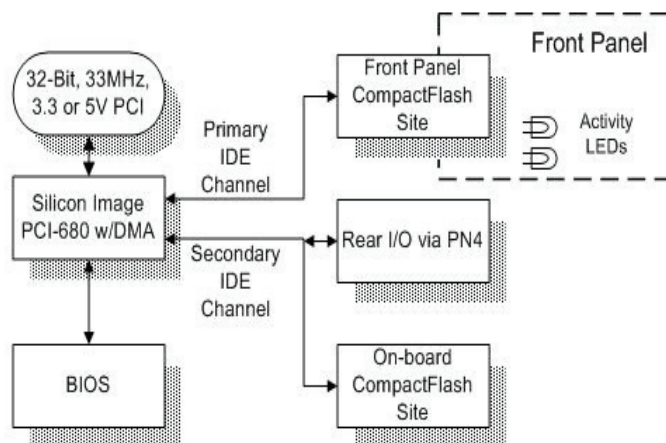 32-Bit, 33MHz,
3.3 or 5V PCI
Silicon Image
PCI-680 w/DMA
BIOS
Primary
IDE
Channel
Secondary
IDE
Channel
Front Panel
CompactFlash
Site
Rear I/O via PN4
On-board
CompactFlash
Site
Front Panel
Activity
LEDs